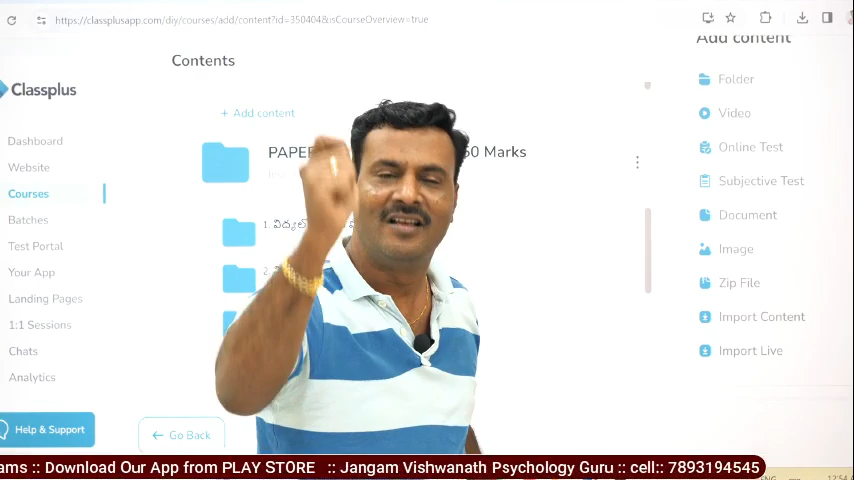 https://classplusapp.com/diy/courses/add/content?id=350404&isCourseOverview=true
Classplus
Dashboard
Website
Courses
Batches
Test Portal
Your App
Landing Pages
1:1 Sessions
Chats
Analytics
Help & Support
Contents
+ Add content
Marks
1.
2.
Go Back
Add content
Folder
Video
Online Test
Subjective Test
Document
Image
Zip File
Import Content
Import Live
:: Download Our App from PLAY STORE :: Jangam Vishwanath Psychology Guru :: cell:: 7893194545